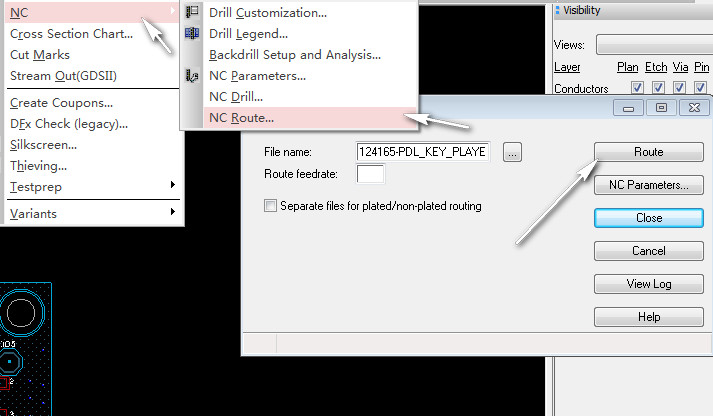 NC
Cross Section Chart...
Cut Marks
Stream Out(GDSII)
Create Coupons...
DFx Check (legacy)...
Silkscreen...
Thieving...
Testprep
Variants
Drill Customization...
Drill Legend...
Backdrill Setup and Analysis...
NC Parameters...
NC Drill...
NC Route...
Visibility
Views:
Layer Plan Etch Via Pin
Conductors
File name: 124165-PDL_KEY_PLAYE ...
Route feedrate:
Separate files for plated/non-plated routing
Route
NC Parameters...
Close
Cancel
View Log
Help
2